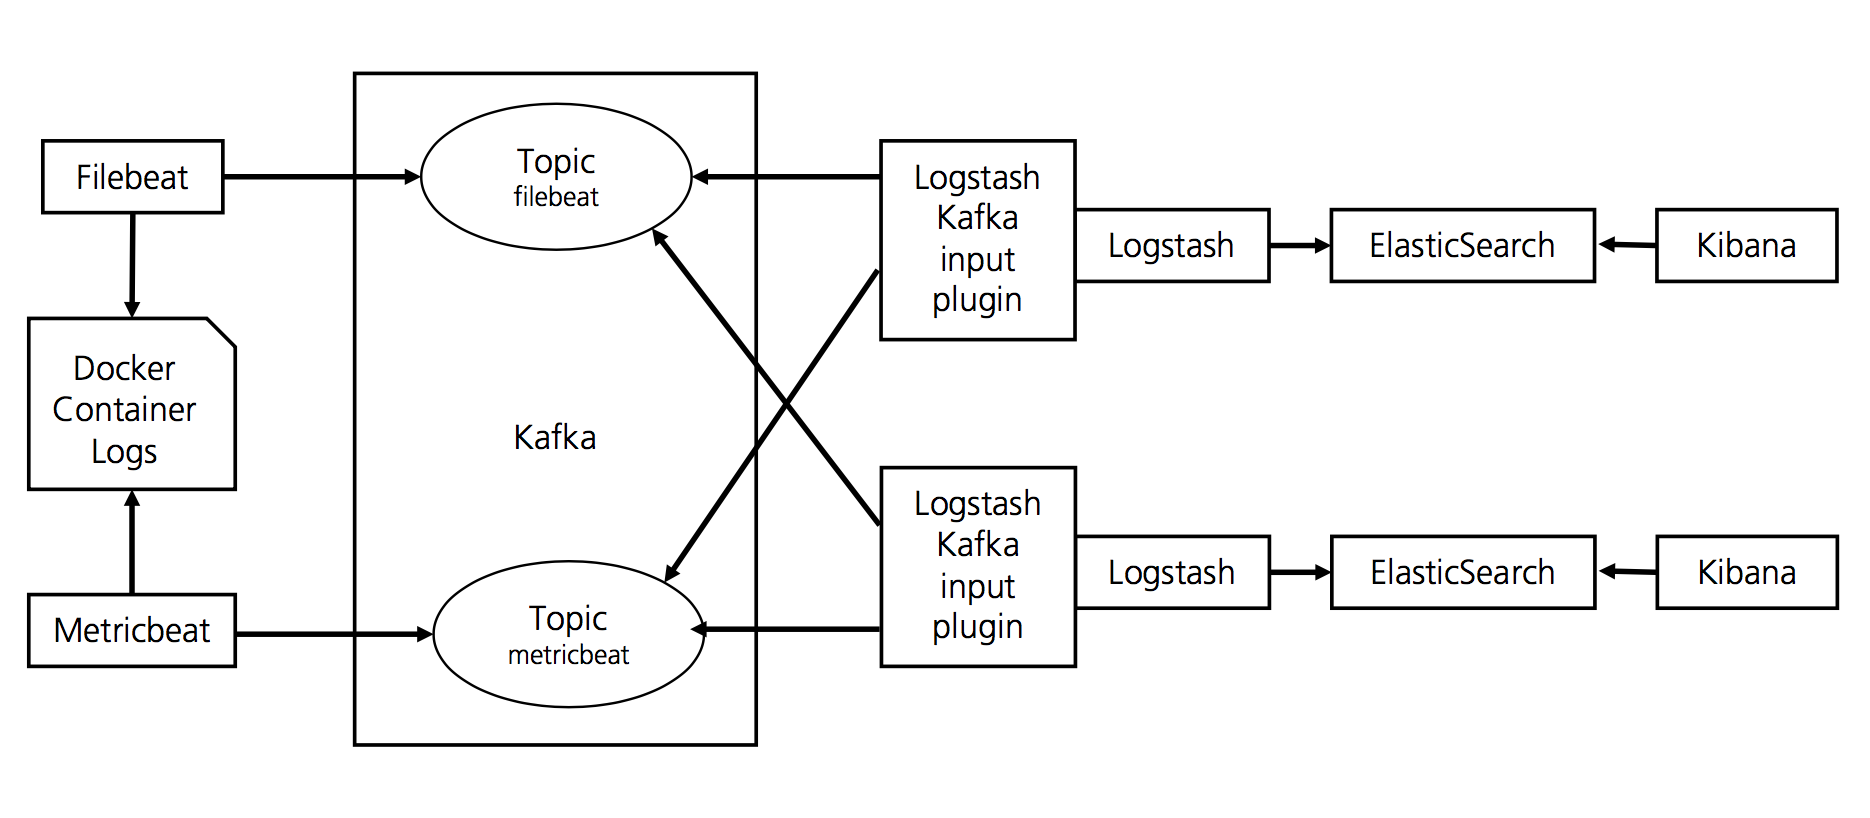 Filebeat
Docker
Container
Logs
Metricbeat
Topic
filebeat
Kafka
Topic
metricbeat
Logstash
Kafka
input
plugin
Logstash
ElasticSearch
Kibana
Logstash
Kafka
input
plugin
Logstash
ElasticSearch
Kibana